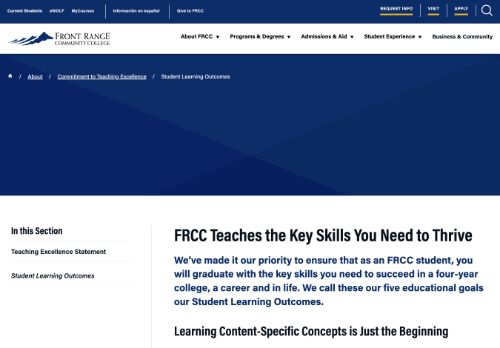 Current Students eWOLF MyCourses Información en español Give to FRCC REQUEST INFO VISIT APPLY
FRONT RANGE
COMMUNITY COLLEGE
About FRCC Programs & Degrees Admissions & Aid Student Experience Business & Community
/ About / Commitment to Teaching Excellence / Student Learning Outcomes
In this Section
Teaching Excellence Statement
Student Learning Outcomes
FRCC Teaches the Key Skills You Need to Thrive
We've made it our priority to ensure that as an FRCC student, you
will graduate with the key skills you need to succeed in a four-year
college, a career and in life. We call these our five educational goals
our Student Learning Outcomes.
Learning Content-Specific Concepts is Just the Beginning